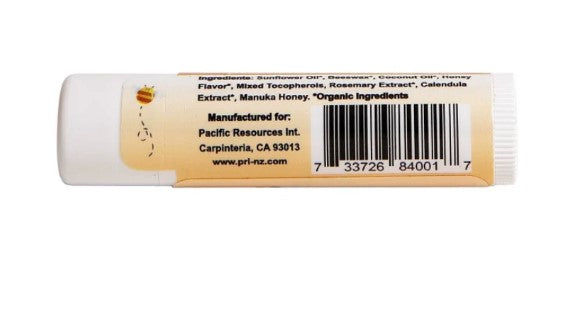 Ingredients: Sunflower Oil*, Beeswax*, Coconut Oil*, Honey
Flavor*, Mixed Tocopherols, Rosemary Extract*, Calendula
Extract*, Manuka Honey. *Organic Ingredients
Manufactured for:
Pacific Resources Int.
Carpinteria, CA 93013
www.pri-nz.com
7 33726 84001 7